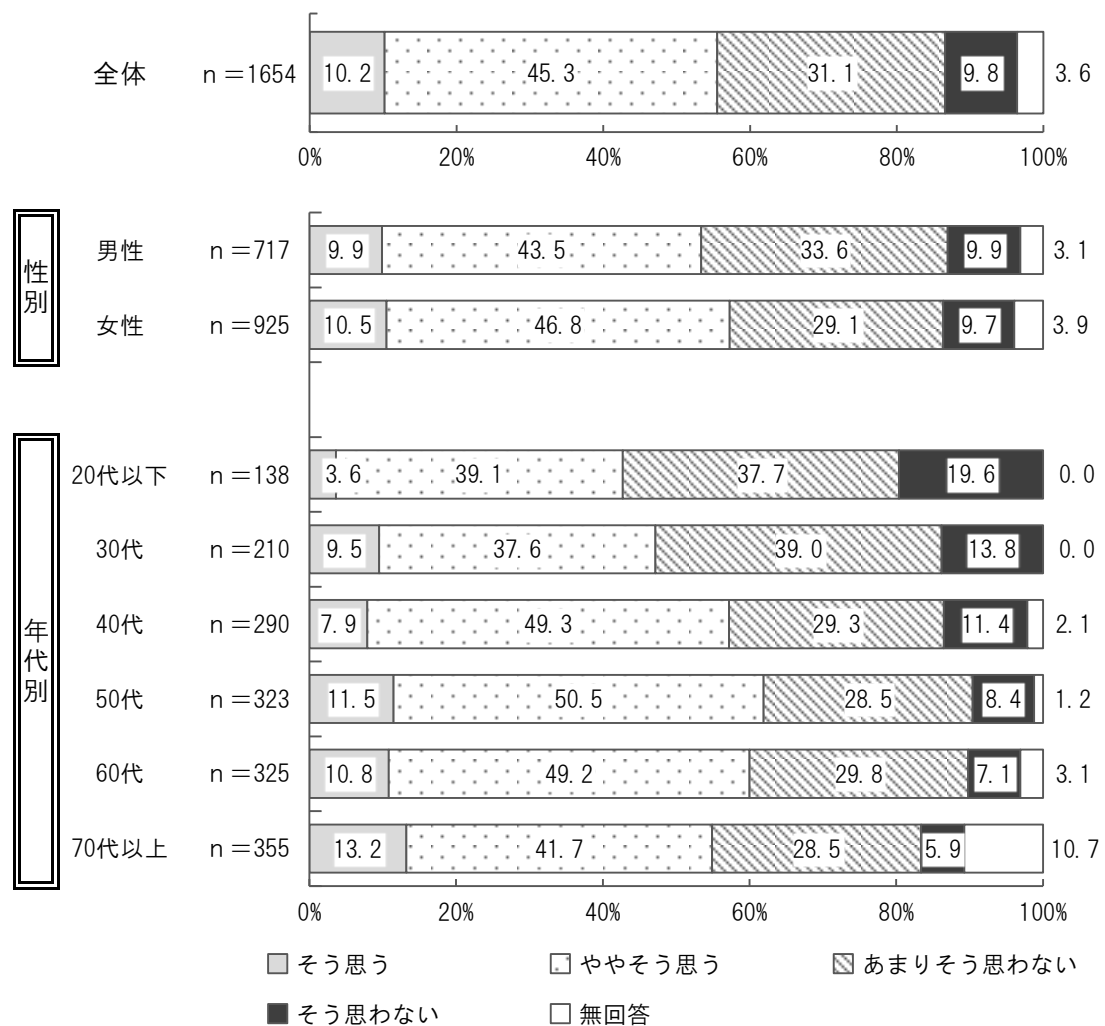 全体 n=1654 10.2 45.3 31.1 9.8 3.6
0% 20% 40% 60% 80% 100%
性別
男性 n=717 9.9 43.5 33.6 9.9 3.1
女性 n=925 10.5 46.8 29.1 9.7 3.9
年代別
20代以下 n=138 3.6 39.1 37.7 19.6 0.0
30代 n=210 9.5 37.6 39.0 13.8 0.0
40代 n=290 7.9 49.3 29.3 11.4 2.1
50代 n=323 11.5 50.5 28.5 8.4 1.2
60代 n=325 10.8 49.2 29.8 7.1 3.1
70代以上 n=355 13.2 41.7 28.5 5.9 10.7
0% 20% 40% 60% 80% 100%
そう思う ややそう思う あまりそう思わない
そう思わない 無回答